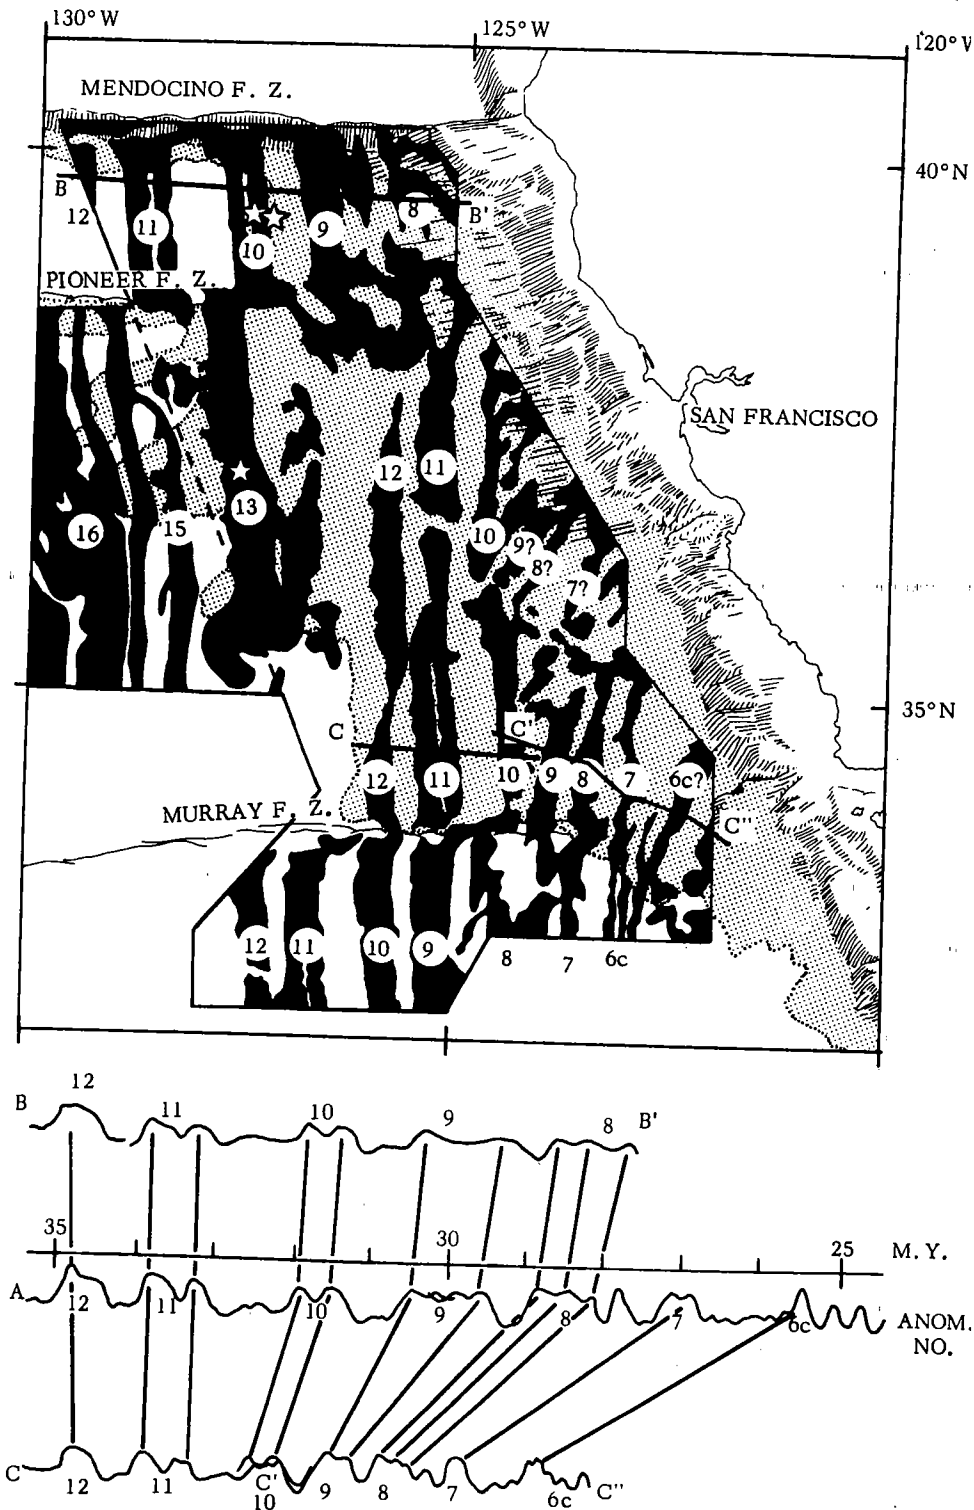 130° W
125° W
120° W
MENDOCINO F. Z.
40° N
B
B'
12
11
10
9
8
PIONEER F. Z.
SAN FRANCISCO
12
11
16
15
13
10
9?
8?
7?
35° N
C
C'
12
11
10
9
8
7
6c?
MURRAY F. Z.
C"
12
11
10
9
8
7
6c
12
B
11
10
9
8
B'
35
30
25
M. Y.
A
12
11
10
9
8
7
6c
ANOM.
NO.
C
12
11
C'
10
9
8
7
6c
C"